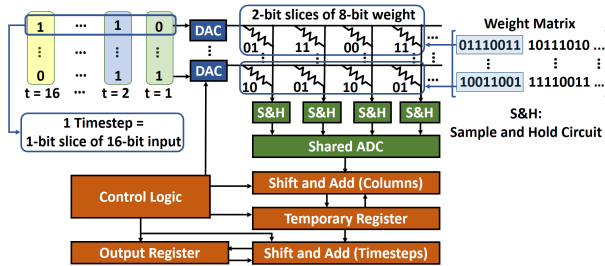 1 ... 1 0
DAC
2-bit slices of 8-bit weight
01 11 00 11
Weight Matrix
01110011 10111010 ...
0 ... 1 1
DAC
10 01 10 01
10011001 11110011 ...
t = 16 ... t = 2 t = 1
1 Timestep =
1-bit slice of 16-bit input
S&H S&H S&H S&H
S&H:
Sample and Hold Circuit
Shared ADC
Control Logic
Shift and Add (Columns)
Temporary Register
Output Register
Shift and Add (Timesteps)